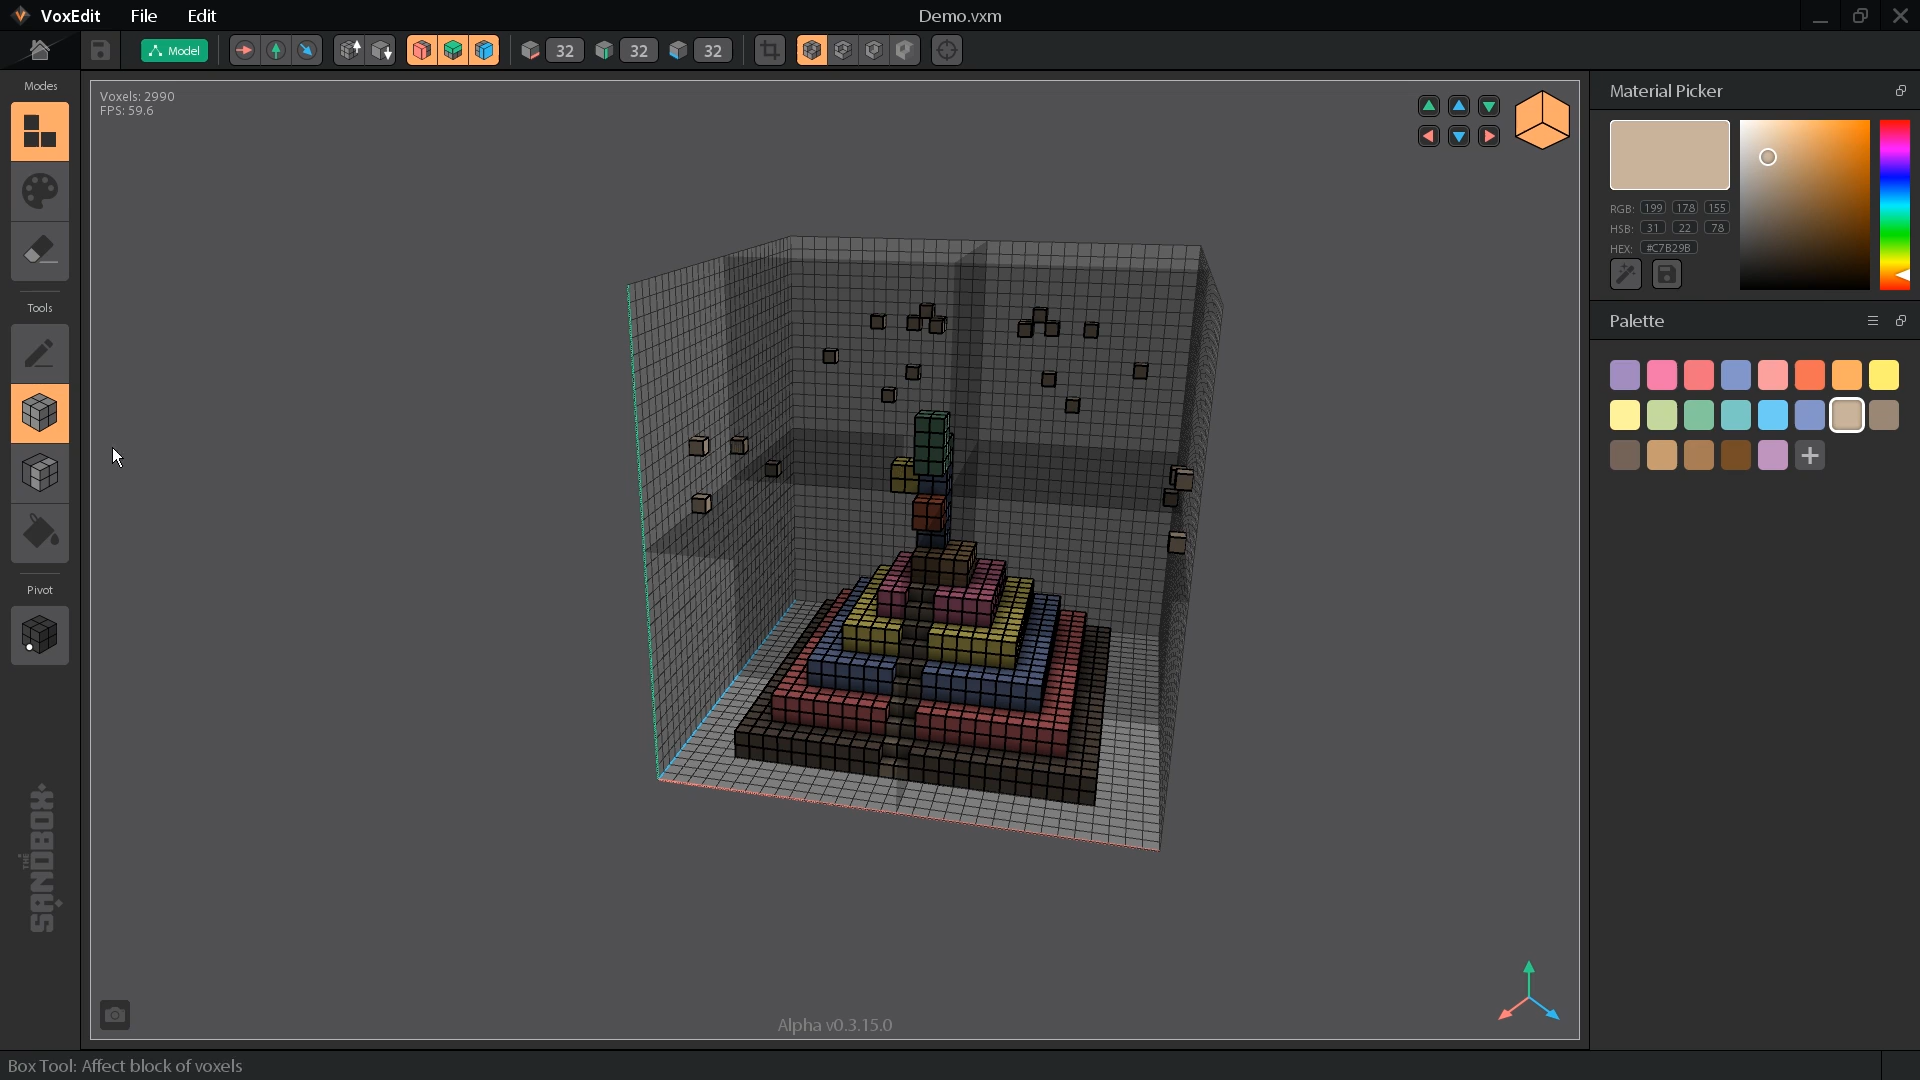 VoxEdit File Edit Demo.vxm
Model 32 32 32
Modes
Voxels: 2990
FPS: 59.6
Tools
Pivot
THE SANDBOX
Material Picker
RGB: 199 178 155
HSB: 31 22 78
HEX: #C7B29B
Palette
Alpha v0.3.15.0
Box Tool: Affect block of voxels